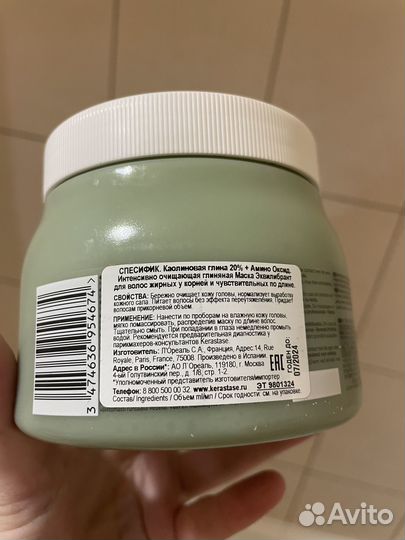 СПЕСИФИК. Каолиновая глина 20% + Амино Оксид.
Интенсивно очищающая глиняная Маска Эквилибрант
для волос жирных у корней и чувствительных по длине.
СВОЙСТВА: Бережно очищает кожу головы, нормализует выработку
кожного сала. Питает волосы без эффекта переутяжеления. Придает
волосам прикорневой объем.
ПРИМЕНЕНИЕ: Нанести по проборам на влажную кожу головы,
мягко помассировать, распределив маску по длине волос.
Тщательно смыть. При попадании в глаза немедленно промыть
водой. Рекомендуется предварительная диагностика у
парикмахеров-консультантов Kerastase.
Изготовитель: Л'Ореаль С.А., Франция, Адрес:14, Rue
Royale, Paris, France, 75008. Произведено в Испании
Адрес в России*: АО Л Ореаль, 119180, г. Москва
4-ый Голутвинский пер., д. 1/8, стр. 1-2
*Уполномоченный представитель изготовителя/импортер
Телефон: 8 800 500 00 32. www.kerastase.ru ЭТ 9801324
Состав/ Ingredients / Объем ml/мл / Срок годности: см. на упаковке.
ГОДЕН ДО:
07/2024
EAC
3 474636 954674 >
Avito